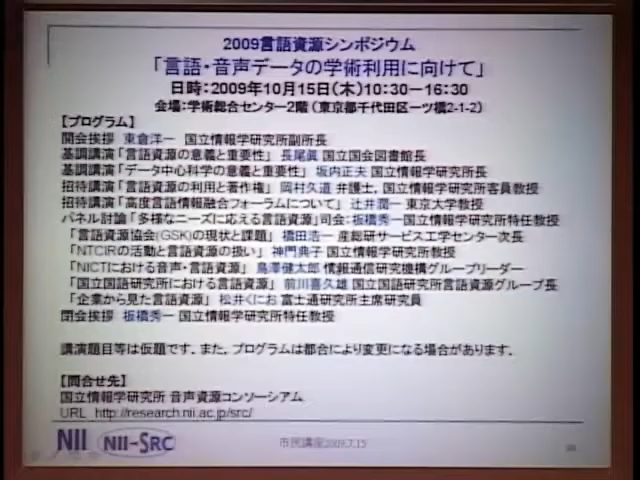 2009言語資源シンポジウム
「言語・音声データの学術利用に向けて」
日時：2009年10月15日(木)10:30－16:30
会場：学術総合センター2階（東京都千代田区一ツ橋2-1-2）
【プログラム】
開会挨拶 東倉洋一 国立情報学研究所副所長
基調講演「言語資源の意義と重要性」 長尾眞 国立国会図書館長
基調講演「データ中心科学の意義と重要性」 坂内正夫 国立情報学研究所長
招待講演「言語資源の利用と著作権」 岡村久道 弁護士, 国立情報学研究所客員教授
招待講演「高度言語情報融合フォーラムについて」 辻井潤一 東京大学教授
パネル討論「多様なニーズに応える言語資源」司会：板橋秀一 国立情報学研究所特任教授
「言語資源協会(GSK)の現状と課題」 橋田浩一 産総研サービス工学センター次長
「NTCIRの活動と言語資源の扱い」 神門典子 国立情報学研究所教授
「NICTにおける音声・言語資源」 鳥澤健太郎 情報通信研究機構グループリーダー
「国立国語研究所における言語資源」 前川喜久雄 国立国語研究所言語資源グループ長
「企業から見た言語資源」 松井くにお 富士通研究所主席研究員
閉会挨拶 板橋秀一 国立情報学研究所特任教授
講演題目等は仮題です。また、プログラムは都合により変更になる場合があります。
【問合せ先】
国立情報学研究所 音声資源コンソーシアム
URL http://research.nii.ac.jp/src/
NII NII-SRC 市民講座2009.7.15